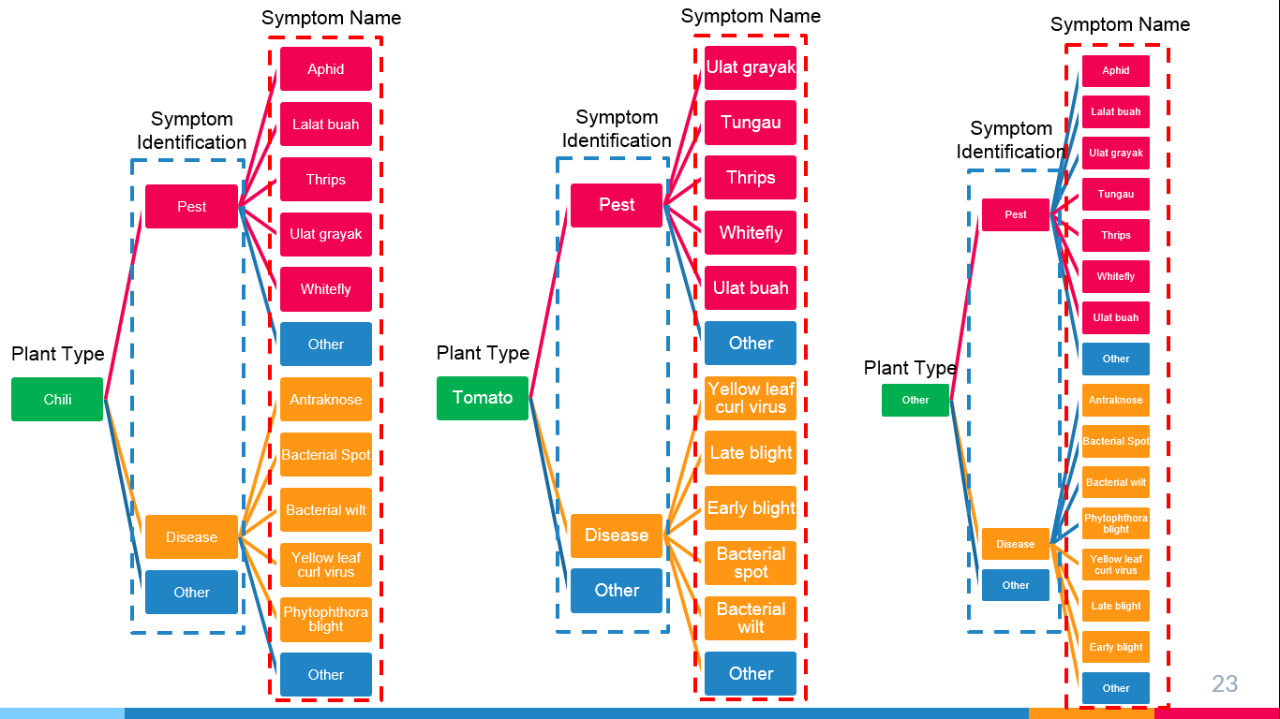 Symptom Name
Aphid
Lalat buah
Symptom
Identification
Thrips
Pest
Ulat grayak
Whitefly
Other
Plant Type
Chili
Antraknose
Bacterial Spot
Bacterial wilt
Disease
Yellow leaf
curl virus
Other
Phytophthora
blight
Other
Symptom Name
Ulat grayak
Tungau
Symptom
Identification
Thrips
Pest
Whitefly
Ulat buah
Other
Plant Type
Tomato
Yellow leaf
curl virus
Late blight
Early blight
Disease
Bacterial
spot
Other
Bacterial
wilt
Other
Symptom Name
Aphid
Lalat buah
Symptom
Identification
Ulat grayak
Tungau
Pest
Thrips
Whitefly
Ulat buah
Other
Plant Type
Other
Antraknose
Bacterial Spot
Bacterial wilt
Phytophthora
blight
Disease
Yellow leaf
curl virus
Other
Late blight
Early blight
Other
23